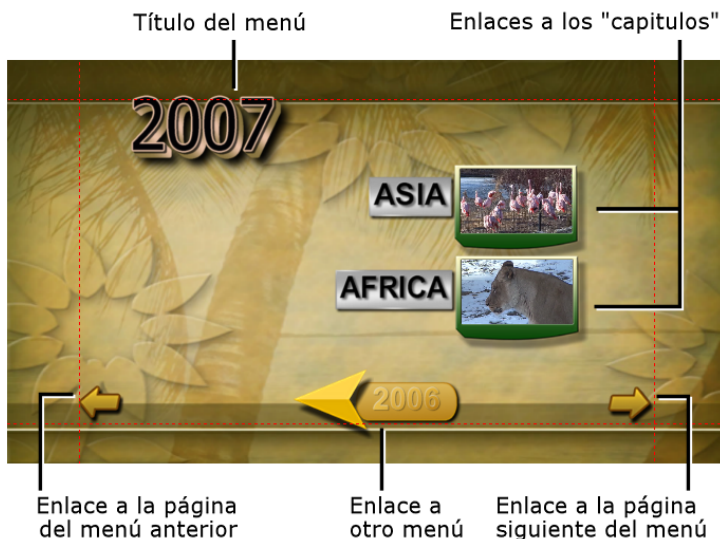 Título del menú
Enlaces a los "capitulos"
2007
ASIA
AFRICA
2006
Enlace a la página
del menú anterior
Enlace a
otro menú
Enlace a la página
siguiente del menú